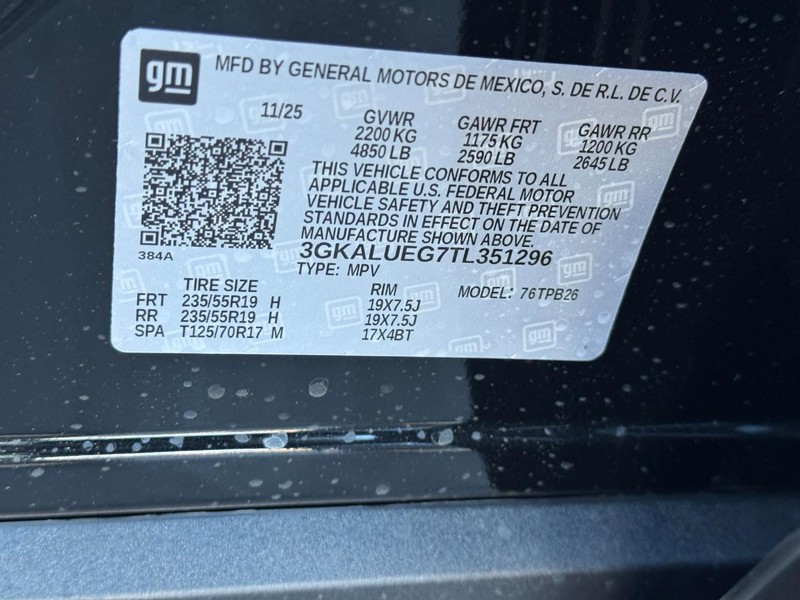 gm
MFD BY GENERAL MOTORS DE MEXICO, S. DE R.L. DE C.V.
11/25 GVWR GAWR FRT GAWR RR
2200 KG 1175 KG 1200 KG
4850 LB 2590 LB 2645 LB
THIS VEHICLE CONFORMS TO ALL
APPLICABLE U.S. FEDERAL MOTOR
VEHICLE SAFETY AND THEFT PREVENTION
STANDARDS IN EFFECT ON THE DATE OF
MANUFACTURE SHOWN ABOVE.
384A
3GKALUEG7TL351296
TYPE: MPV
TIRE SIZE RIM MODEL: 76TPB26
FRT 235/55R19 H 19X7.5J
RR 235/55R19 H 19X7.5J
SPA T125/70R17 M 17X4BT